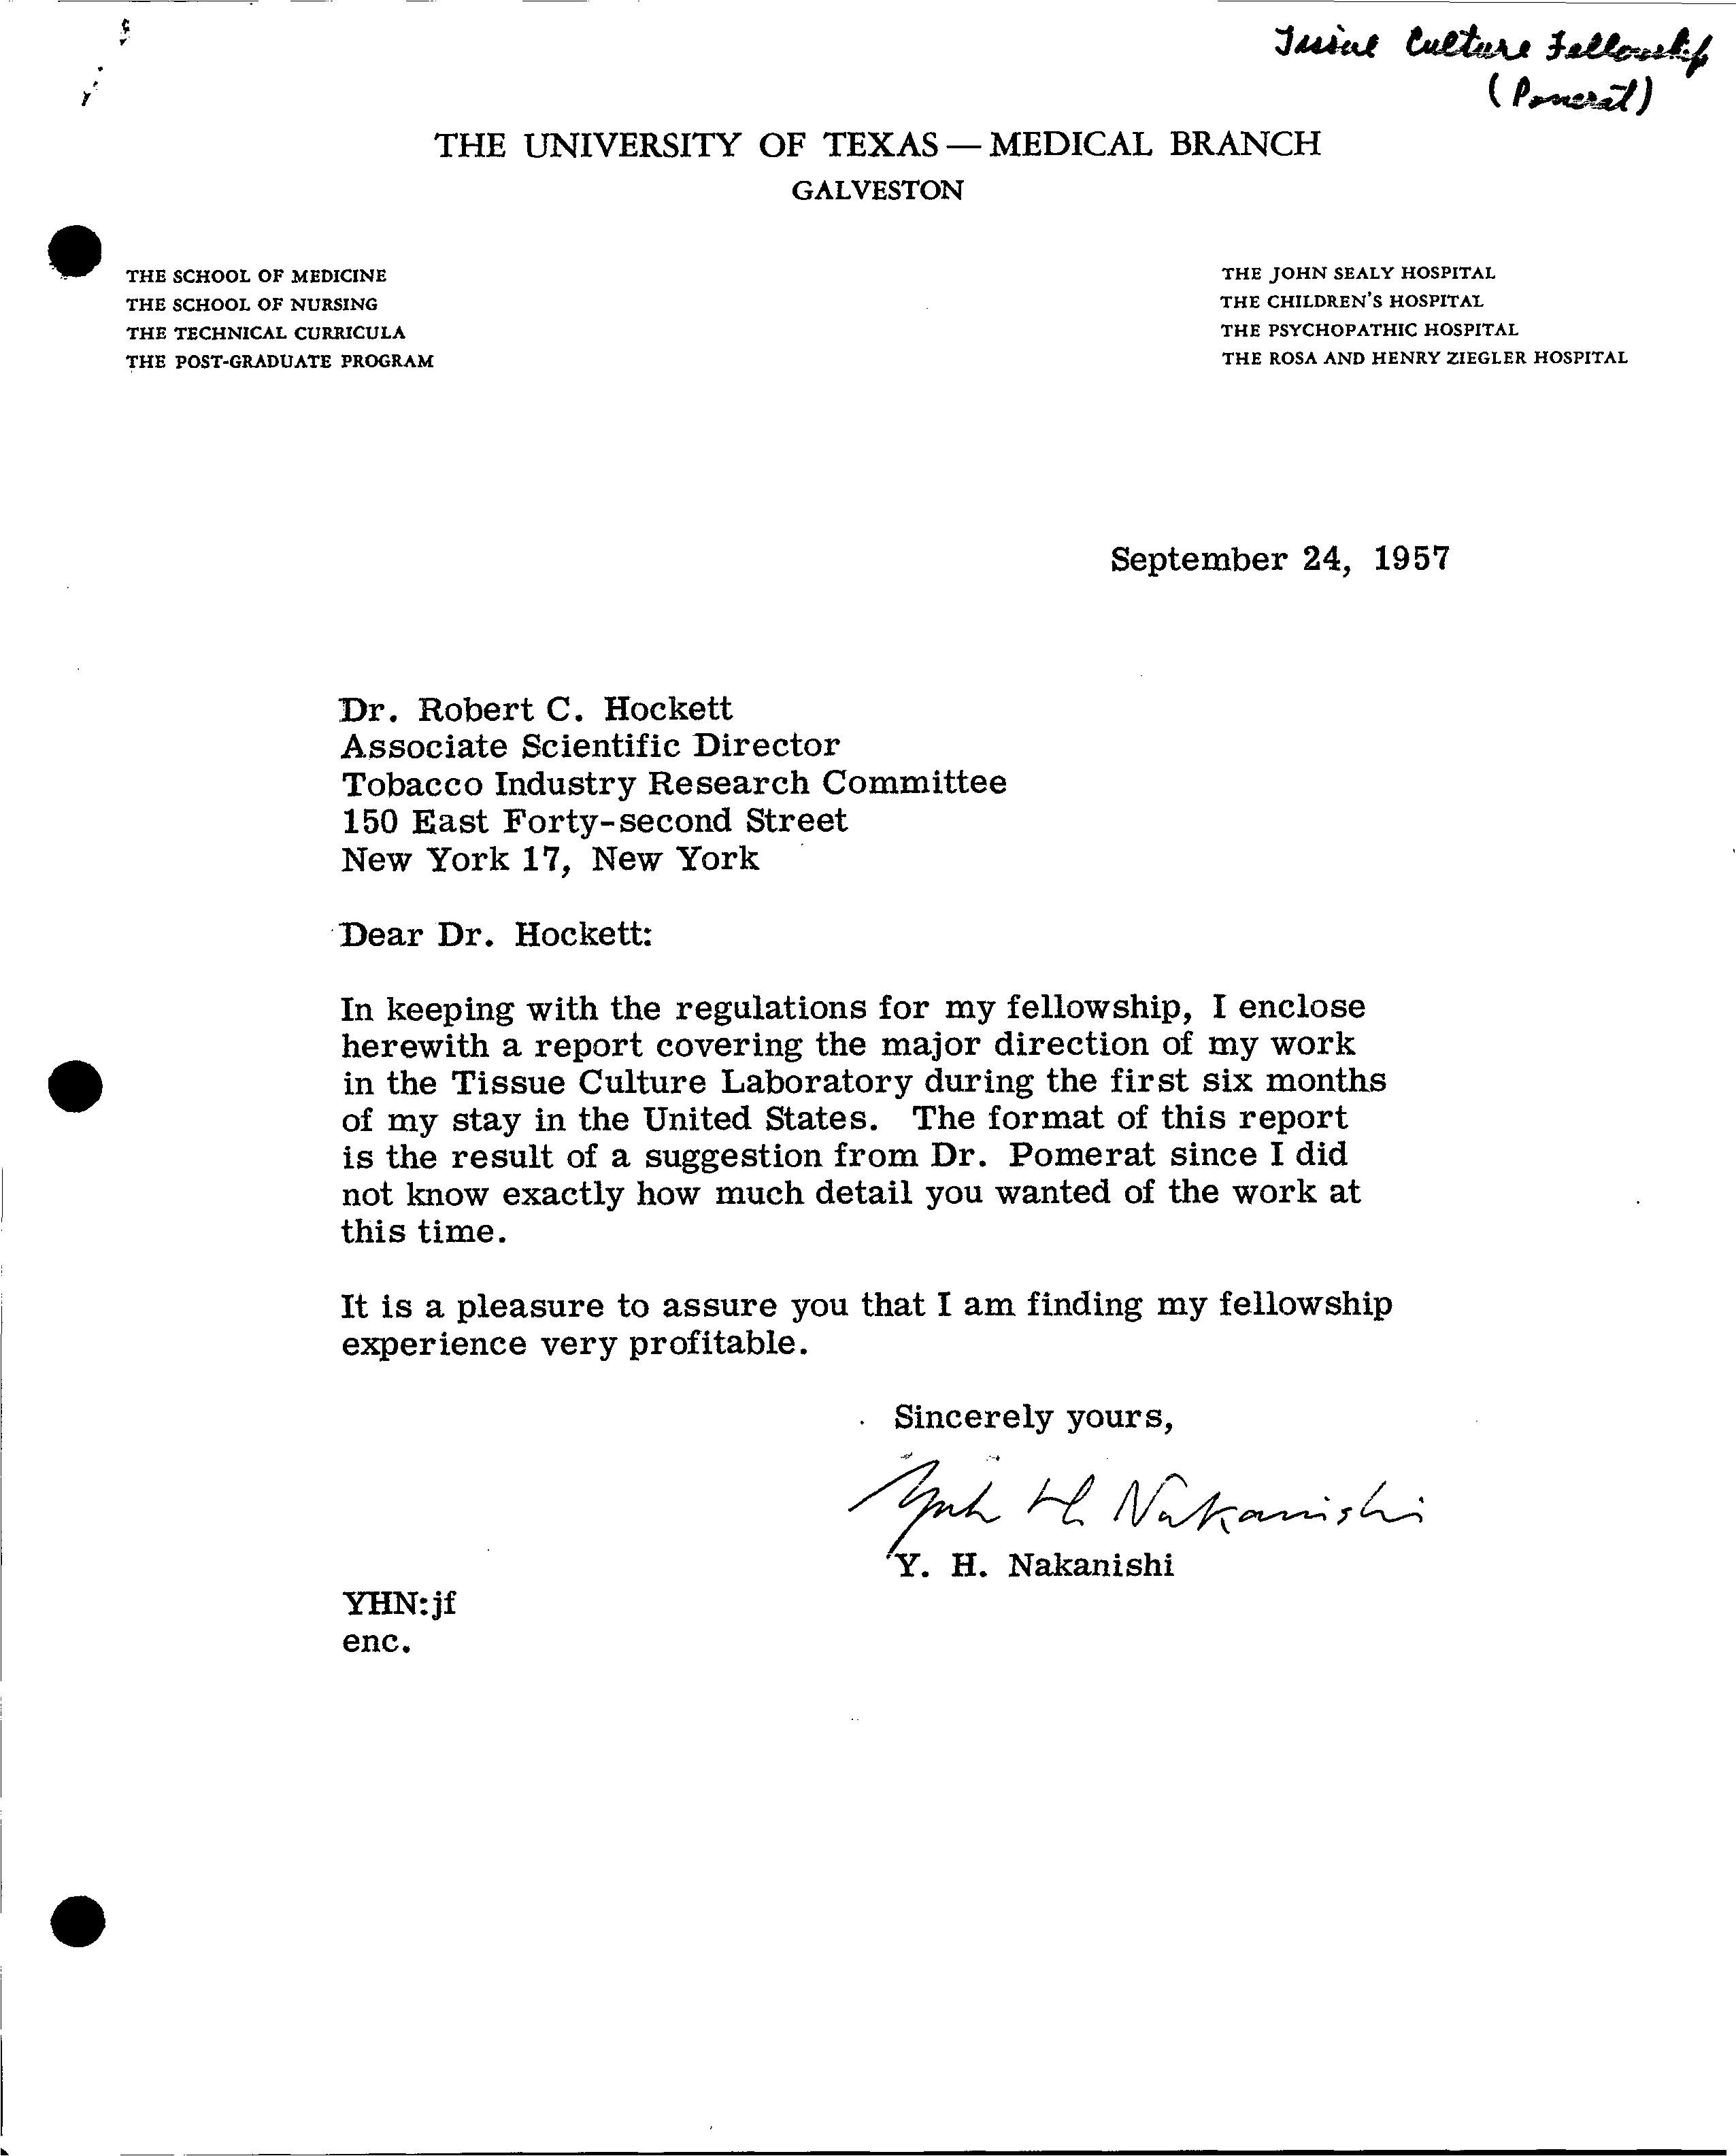 Tissue Culture Fellowship
(Pomerat)
THE UNIVERSITY OF TEXAS — MEDICAL BRANCH
GALVESTON
THE SCHOOL OF MEDICINE
THE SCHOOL OF NURSING
THE TECHNICAL CURRICULA
THE POST-GRADUATE PROGRAM
THE JOHN SEALY HOSPITAL
THE CHILDREN'S HOSPITAL
THE PSYCHOPATHIC HOSPITAL
THE ROSA AND HENRY ZIEGLER HOSPITAL
September 24, 1957
Dr. Robert C. Hockett
Associate Scientific Director
Tobacco Industry Research Committee
150 East Forty-second Street
New York 17, New York
Dear Dr. Hockett:
In keeping with the regulations for my fellowship, I enclose
herewith a report covering the major direction of my work
in the Tissue Culture Laboratory during the first six months
of my stay in the United States. The format of this report
is the result of a suggestion from Dr. Pomerat since I did
not know exactly how much detail you wanted of the work at
this time.
It is a pleasure to assure you that I am finding my fellowship
experience very profitable.
Sincerely yours,
H Nakanishi
Y. H. Nakanishi
YHN:jf
enc.